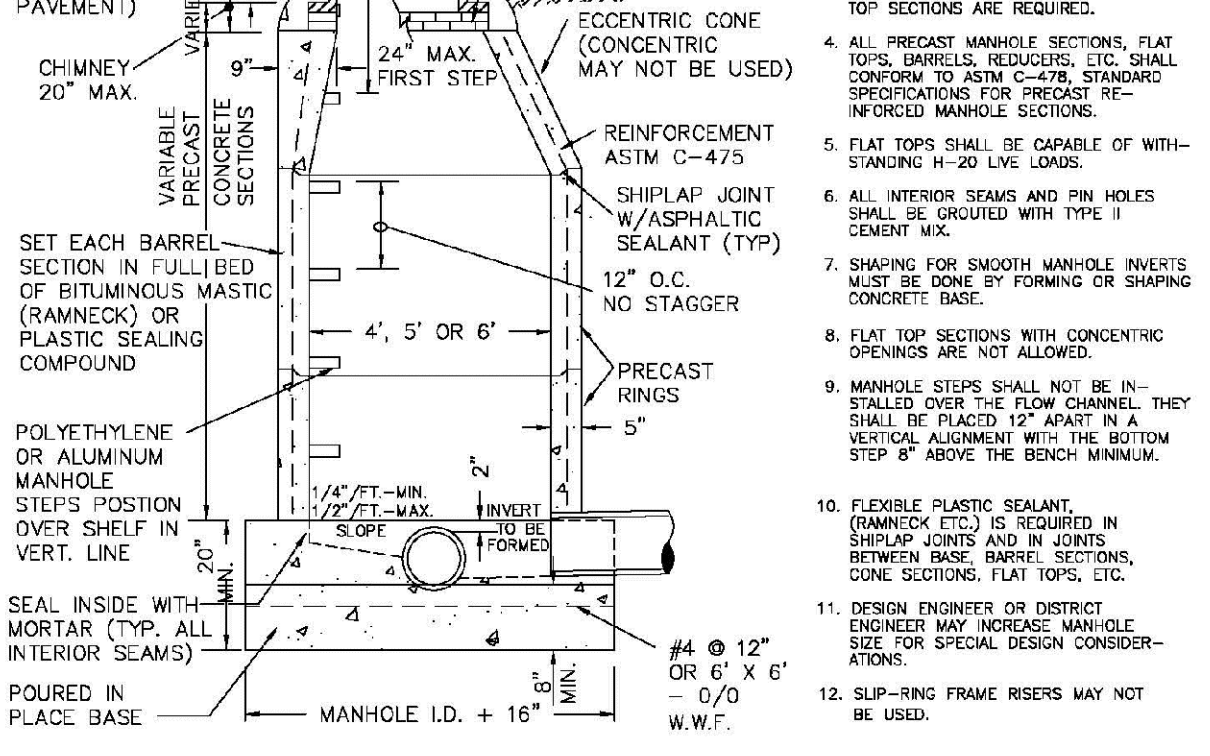 PAVEMENT)
VARIE
CHIMNEY
20" MAX.
9"
24" MAX.
FIRST STEP
ECCENTRIC CONE
(CONCENTRIC
MAY NOT BE USED)
VARIABLE
PRECAST
CONCRETE
SECTIONS
REINFORCEMENT
ASTM C-475
SHIPLAP JOINT
W/ASPHALTIC
SEALANT (TYP)
SET EACH BARREL
SECTION IN FULL BED
OF BITUMINOUS MASTIC
(RAMNECK) OR
PLASTIC SEALING
COMPOUND
12" O.C.
NO STAGGER
4', 5' OR 6'
PRECAST
RINGS
5"
POLYETHYLENE
OR ALUMINUM
MANHOLE
STEPS POSTION
OVER SHELF IN
VERT. LINE
1/4"/FT.-MIN.
1/2"/FT.-MAX.
SLOPE
2"
INVERT
TO BE
FORMED
20"
MIN.
SEAL INSIDE WITH
MORTAR (TYP. ALL
INTERIOR SEAMS)
POURED IN
PLACE BASE
MANHOLE I.D. + 16"
8"
MIN.
#4 @ 12"
OR 6' X 6'
- 0/0
W.W.F.
TOP SECTIONS ARE REQUIRED.
4. ALL PRECAST MANHOLE SECTIONS, FLAT
TOPS, BARRELS, REDUCERS, ETC. SHALL
CONFORM TO ASTM C-478, STANDARD
SPECIFICATIONS FOR PRECAST RE-
INFORCED MANHOLE SECTIONS.
5. FLAT TOPS SHALL BE CAPABLE OF WITH-
STANDING H-20 LIVE LOADS.
6. ALL INTERIOR SEAMS AND PIN HOLES
SHALL BE GROUTED WITH TYPE II
CEMENT MIX.
7. SHAPING FOR SMOOTH MANHOLE INVERTS
MUST BE DONE BY FORMING OR SHAPING
CONCRETE BASE.
8. FLAT TOP SECTIONS WITH CONCENTRIC
OPENINGS ARE NOT ALLOWED.
9. MANHOLE STEPS SHALL NOT BE IN-
STALLED OVER THE FLOW CHANNEL. THEY
SHALL BE PLACED 12" APART IN A
VERTICAL ALIGNMENT WITH THE BOTTOM
STEP 8" ABOVE THE BENCH MINIMUM.
10. FLEXIBLE PLASTIC SEALANT,
(RAMNECK ETC.) IS REQUIRED IN
SHIPLAP JOINTS AND IN JOINTS
BETWEEN BASE, BARREL SECTIONS,
CONE SECTIONS, FLAT TOPS, ETC.
11. DESIGN ENGINEER OR DISTRICT
ENGINEER MAY INCREASE MANHOLE
SIZE FOR SPECIAL DESIGN CONSIDER-
ATIONS.
12. SLIP-RING FRAME RISERS MAY NOT
BE USED.